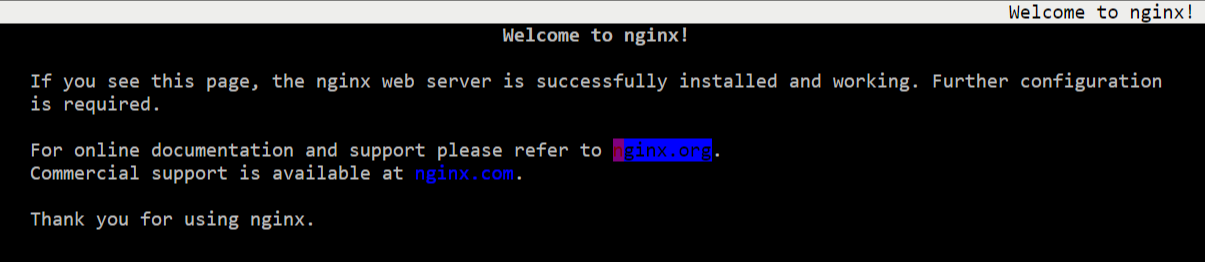 Welcome to nginx!
Welcome to nginx!
If you see this page, the nginx web server is successfully installed and working. Further configuration
is required.
For online documentation and support please refer to nginx.org.
Commercial support is available at nginx.com.
Thank you for using nginx.